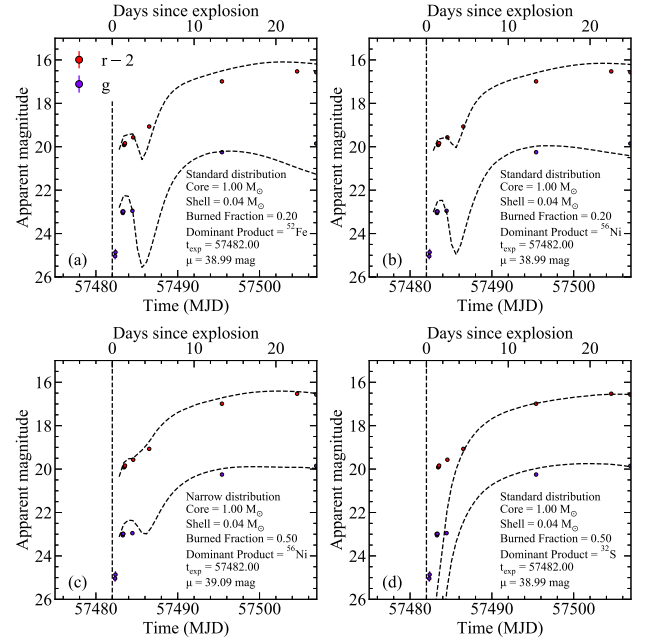 Days since explosion
0 10 20
r − 2
g
Apparent magnitude
16
18
20
22
24
26
Standard distribution
Core = 1.00 M⊙
Shell = 0.04 M⊙
Burned Fraction = 0.20
Dominant Product = ⁵²Fe
t_exp = 57482.00
μ = 38.99 mag
(a)
57480 57490 57500
Time (MJD)
Days since explosion
0 10 20
Apparent magnitude
16
18
20
22
24
26
Standard distribution
Core = 1.00 M⊙
Shell = 0.04 M⊙
Burned Fraction = 0.20
Dominant Product = ⁵⁶Ni
t_exp = 57482.00
μ = 38.99 mag
(b)
57480 57490 57500
Time (MJD)
Days since explosion
0 10 20
Apparent magnitude
16
18
20
22
24
26
Narrow distribution
Core = 1.00 M⊙
Shell = 0.04 M⊙
Burned Fraction = 0.50
Dominant Product = ⁵⁶Ni
t_exp = 57482.00
μ = 39.09 mag
(c)
57480 57490 57500
Time (MJD)
Days since explosion
0 10 20
Apparent magnitude
16
18
20
22
24
26
Standard distribution
Core = 1.00 M⊙
Shell = 0.04 M⊙
Burned Fraction = 0.50
Dominant Product = ³²S
t_exp = 57482.00
μ = 38.99 mag
(d)
57480 57490 57500
Time (MJD)